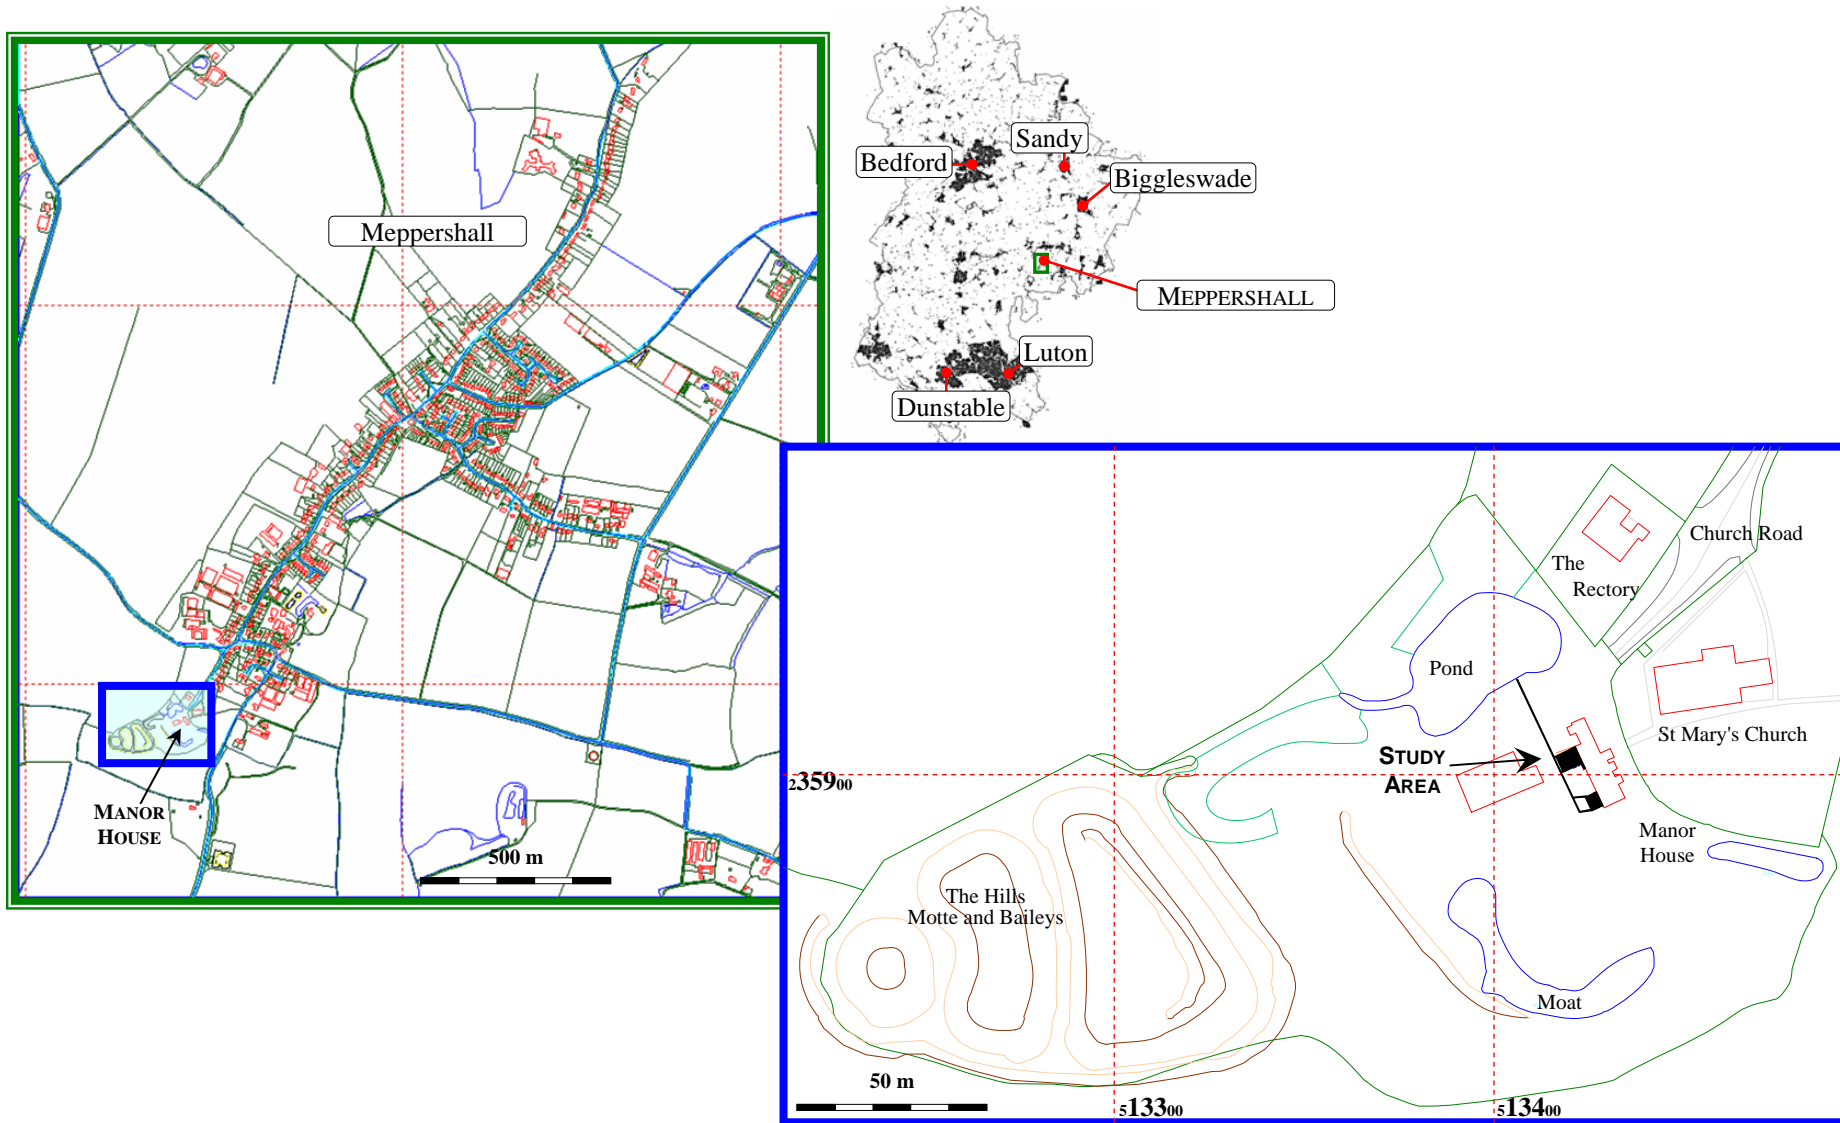 Meppershall
MANOR
HOUSE
500 m
Bedford
Sandy
Biggleswade
MEPPERSHALL
Luton
Dunstable
Church Road
The
Rectory
Pond
St Mary's Church
STUDY
AREA
235900
Manor
House
The Hills
Motte and Baileys
Moat
50 m
513300
513400